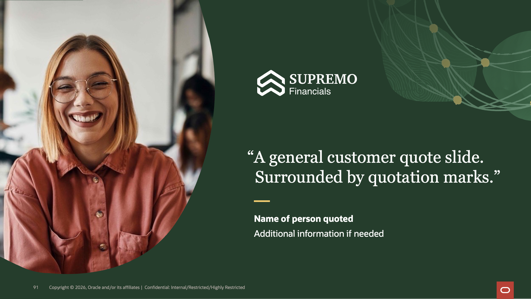 SUPREMO
Financials
“A general customer quote slide.
Surrounded by quotation marks.”
Name of person quoted
Additional information if needed
91 Copyright © 2026, Oracle and/or its affiliates | Confidential: Internal/Restricted/Highly Restricted